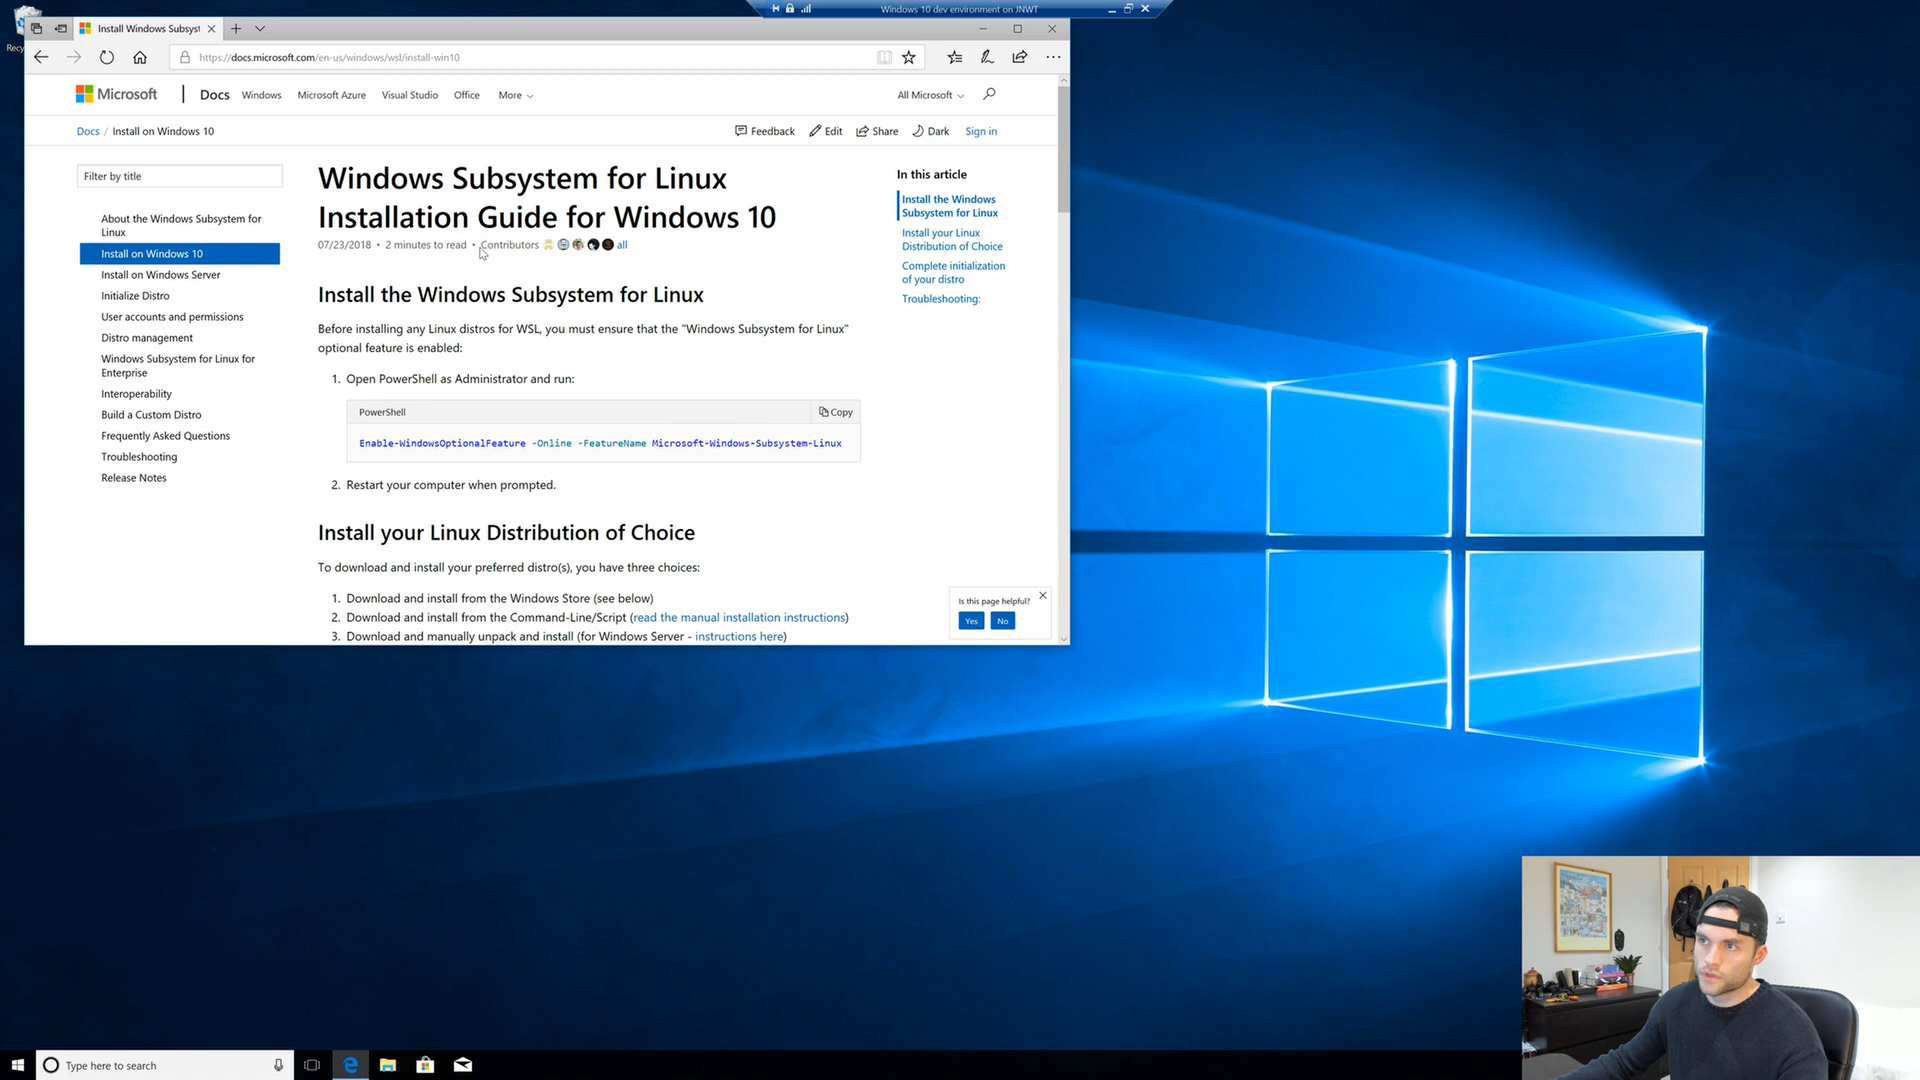 Windows 10 dev environment on JNWT
Install Windows Subsyst
https://docs.microsoft.com/en-us/windows/wsl/install-win10
Microsoft
Docs
Windows
Microsoft Azure
Visual Studio
Office
More
All Microsoft
Docs / Install on Windows 10
Feedback
Edit
Share
Dark
Sign in
Filter by title
About the Windows Subsystem for
Linux
Install on Windows 10
Install on Windows Server
Initialize Distro
User accounts and permissions
Distro management
Windows Subsystem for Linux for
Enterprise
Interoperability
Build a Custom Distro
Frequently Asked Questions
Troubleshooting
Release Notes
Windows Subsystem for Linux
Installation Guide for Windows 10
07/23/2018 • 2 minutes to read • Contributors all
Install the Windows Subsystem for Linux
Before installing any Linux distros for WSL, you must ensure that the "Windows Subsystem for Linux"
optional feature is enabled:
1. Open PowerShell as Administrator and run:
PowerShell
Copy
Enable-WindowsOptionalFeature -Online -FeatureName Microsoft-Windows-Subsystem-Linux
2. Restart your computer when prompted.
Install your Linux Distribution of Choice
To download and install your preferred distro(s), you have three choices:
1. Download and install from the Windows Store (see below)
2. Download and install from the Command-Line/Script (read the manual installation instructions)
3. Download and manually unpack and install (for Windows Server - instructions here)
In this article
Install the Windows
Subsystem for Linux
Install your Linux
Distribution of Choice
Complete initialization
of your distro
Troubleshooting:
Is this page helpful?
Yes
No
Type here to search